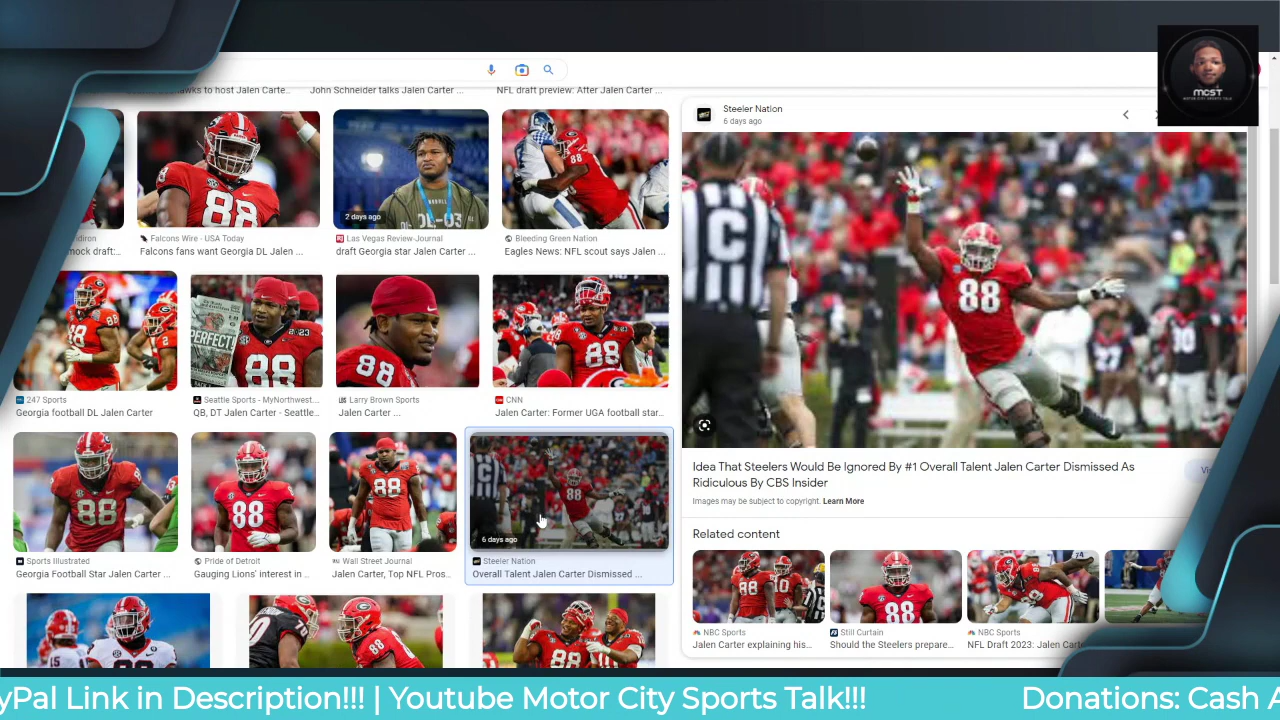 hawks to host Jalen Carte...
John Schneider talks Jalen Carter ...
NFL draft preview: After Jalen Carter ...
Steeler Nation
6 days ago
MCST
2 days ago
Falcons Wire - USA Today
Las Vegas Review-Journal
Bleeding Green Nation
mock draft:...
Falcons fans want Georgia DL Jalen ...
draft Georgia star Jalen Carter ...
Eagles News: NFL scout says Jalen ...
PERFECT!
2023
247 Sports
Seattle Sports - MyNorthwest...
Larry Brown Sports
CNN
Georgia football DL Jalen Carter
QB, DT Jalen Carter - Seattle...
Jalen Carter ...
Jalen Carter: Former UGA football star...
6 days ago
Sports Illustrated
Pride of Detroit
Wall Street Journal
Steeler Nation
Georgia Football Star Jalen Carter ...
Gauging Lions' interest in ...
Jalen Carter, Top NFL Pros...
Overall Talent Jalen Carter Dismissed ...
C
88
27
90
Idea That Steelers Would Be Ignored By #1 Overall Talent Jalen Carter Dismissed As
Ridiculous By CBS Insider
Images may be subject to copyright. Learn More
Related content
NBC Sports
Still Curtain
NBC Sports
Jalen Carter explaining his...
Should the Steelers prepare...
NFL Draft 2023: Jalen Carte
yPal Link in Description!!! | Youtube Motor City Sports Talk!!!
Donations: Cash A